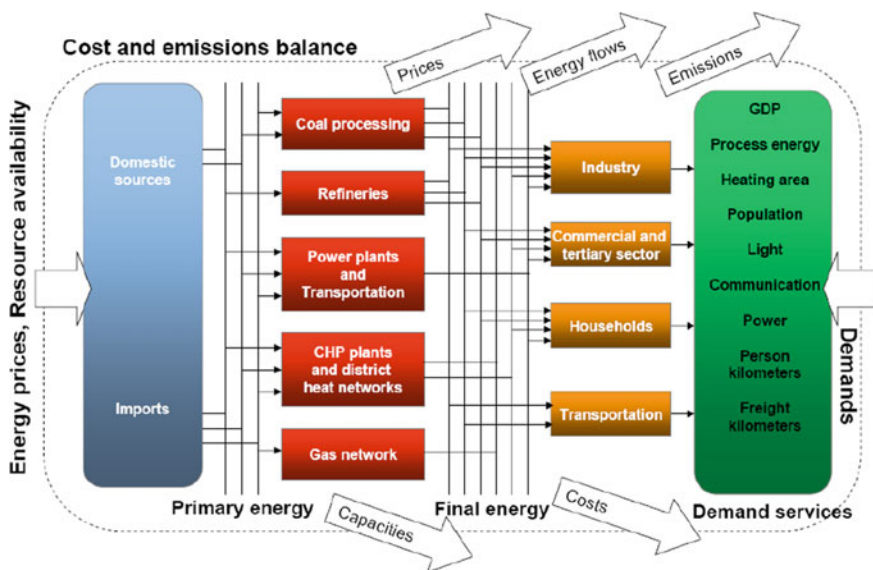 Cost and emissions balance
Prices
Energy flows
Emissions
Energy prices, Resource availability
Domestic
sources
Imports
Primary energy
Coal processing
Refineries
Power plants
and
Transportation
CHP plants
and district
heat networks
Gas network
Capacities
Final energy
Industry
Commercial and
tertiary sector
Households
Transportation
Costs
GDP
Process energy
Heating area
Population
Light
Communication
Power
Person
kilometers
Freight
kilometers
Demand services
Demands